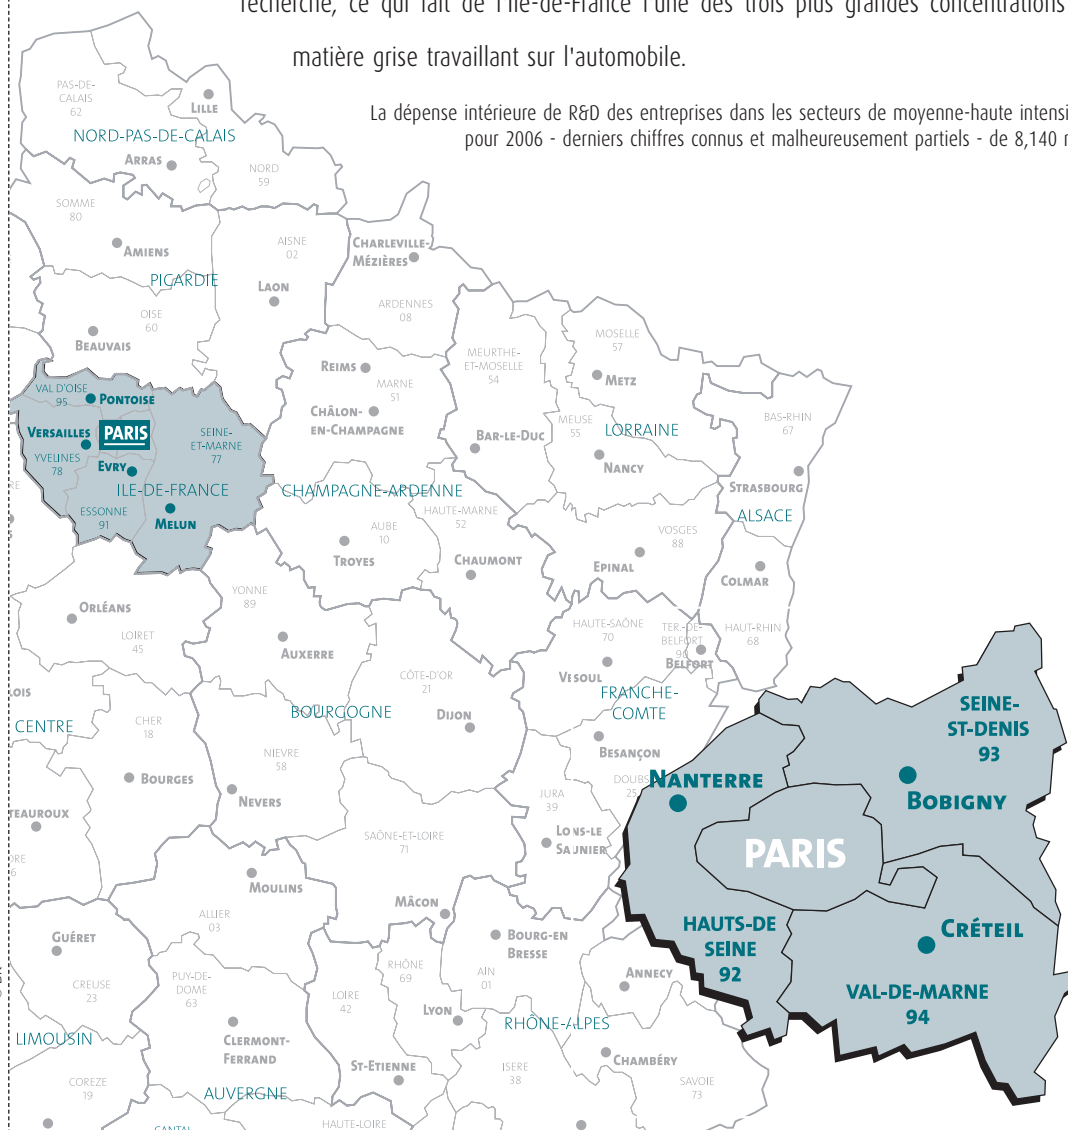 recherche, ce qui fait de l'Ile-de-France l'une des trois plus grandes concentrations
matière grise travaillant sur l'automobile.
La dépense intérieure de R&D des entreprises dans les secteurs de moyenne-haute
pour 2006 - derniers chiffres connus et malheureusement partiels - de 8,140
PAS-DE-
CALAIS
62
LILLE
NORD-PAS-DE-CALAIS
ARRAS
NORD
59
SOMME
80
AMIENS
AISNE
02
CHARLEVILLE-
MÉZIÈRES
PICARDIE
LAON
ARDENNES
08
OISE
60
BEAUVAIS
MOSELLE
57
MEURTHE-
ET-MOSELLE
54
REIMS
METZ
MARNE
51
VAL D'OISE
95
PONTOISE
CHÂLON-
EN-CHAMPAGNE
MEUSE
55
BAS-RHIN
67
VERSAILLES
PARIS
SEINE-
ET-MARNE
77
BAR-LE-DUC
LORRAINE
YVELINES
78
EVRY
NANCY
ILE-DE-FRANCE
CHAMPAGNE-ARDENNE
STRASBOURG
ESSONNE
91
MELUN
HAUTE-MARNE
52
ALSACE
AUBE
10
TROYES
CHAUMONT
VOSGES
88
EPINAL
COLMAR
YONNE
89
ORLÉANS
LOIRET
45
AUXERRE
HAUTE-SAÔNE
70
TER.-DE-
BELFORT
90
BELFORT
HAUT-RHIN
68
CÔTE-D'OR
21
VESOUL
OIS
CENTRE
CHER
18
BOURGOGNE
DIJON
FRANCHE-
COMTE
SEINE-
ST-DENIS
93
NIEVRE
58
BESANÇON
BOURGES
DOUBS
25
NANTERRE
BOBIGNY
NEVERS
JURA
39
TEAUROUX
SAÔNE-ET-LOIRE
71
LONS-LE
SAUNIER
PARIS
MOULINS
MÂCON
ALLIER
03
GUÉRET
BOURG-EN
BRESSE
HAUTS-DE
SEINE
92
CRÉTEIL
CREUSE
23
PUY-DE-
DOME
63
RHÔNE
69
AIN
01
ANNECY
VAL-DE-MARNE
94
LOIRE
42
LYON
RHÔNE-ALPES
LIMOUSIN
CLERMONT-
FERRAND
ST-ETIENNE
ISERE
38
CHAMBÉRY
COREZE
19
AUVERGNE
SAVOIE
73
CANTAL
HAUTE-LOIRE